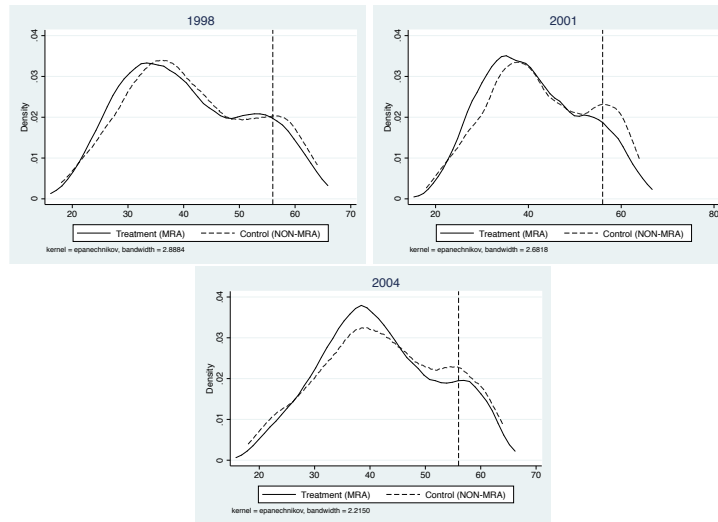 1998
Density
0 .01 .02 .03 .04
20 30 40 50 60 70
Treatment (MRA) Control (NON-MRA)
kernel = epanechnikov, bandwidth = 2.8884
2001
Density
0 .01 .02 .03 .04
20 40 60 80
Treatment (MRA) Control (NON-MRA)
kernel = epanechnikov, bandwidth = 2.6818
2004
Density
0 .01 .02 .03 .04
20 30 40 50 60 70
Treatment (MRA) Control (NON-MRA)
kernel = epanechnikov, bandwidth = 2.2150